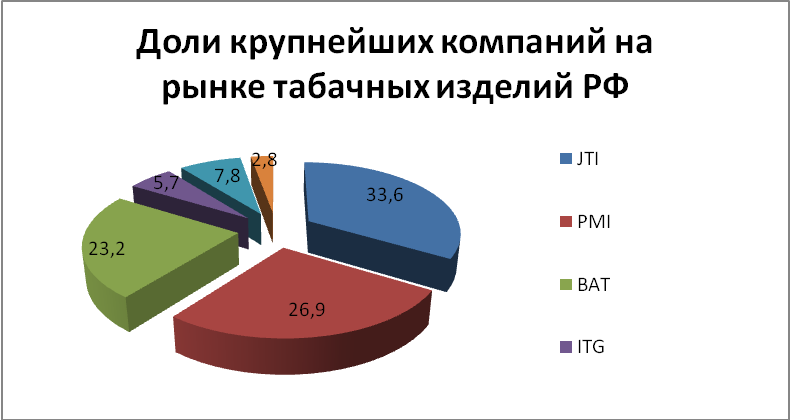 Доли крупнейших компаний на
рынке табачных изделий РФ
2,8
7,8
5,7
33,6
23,2
26,9
JTI
PMI
BAT
ITG